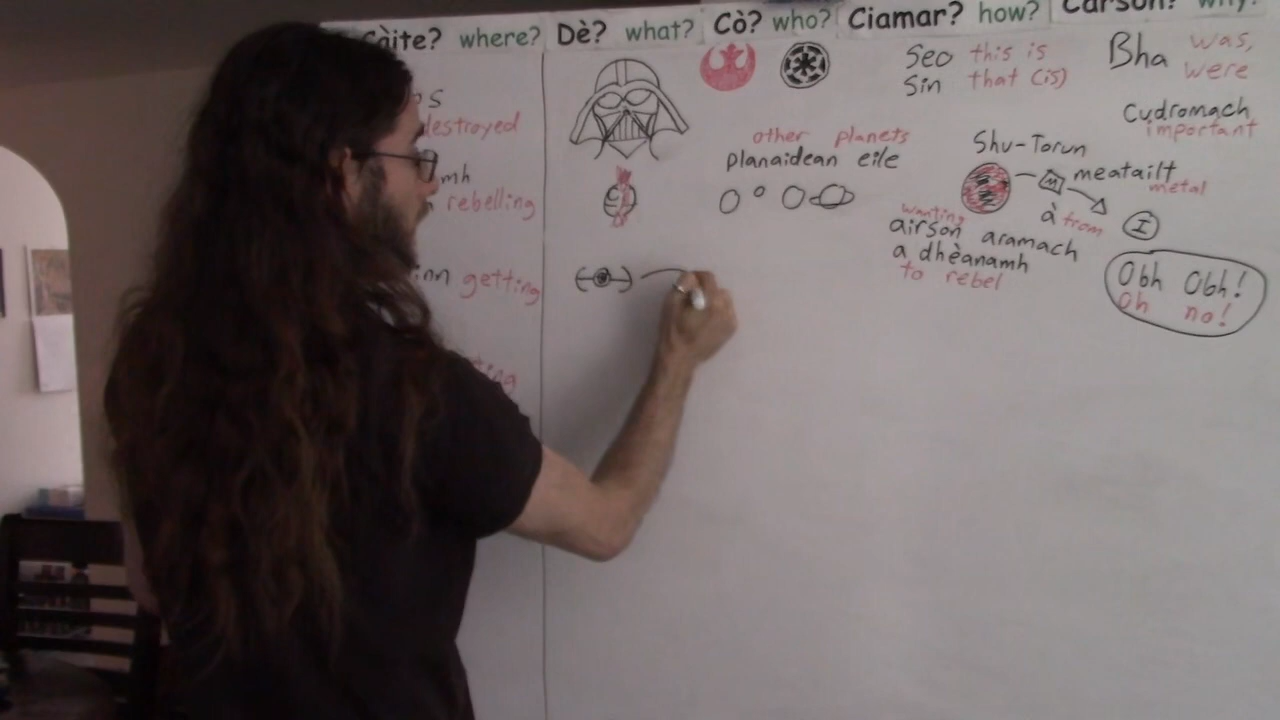 Càite? where? Dè? what? Cò? who? Ciamar? how? Carson? why?
destroyed
rebelling
getting
other planets
planaidean eile
Seo this is
Sin that (is)
Bha was,
were
cudromach
important
Shu-Torun
M
meatailt
metal
à from
I
wanting
airson aramach
a dhèanamh
to rebel
Obh Obh!
Oh no!